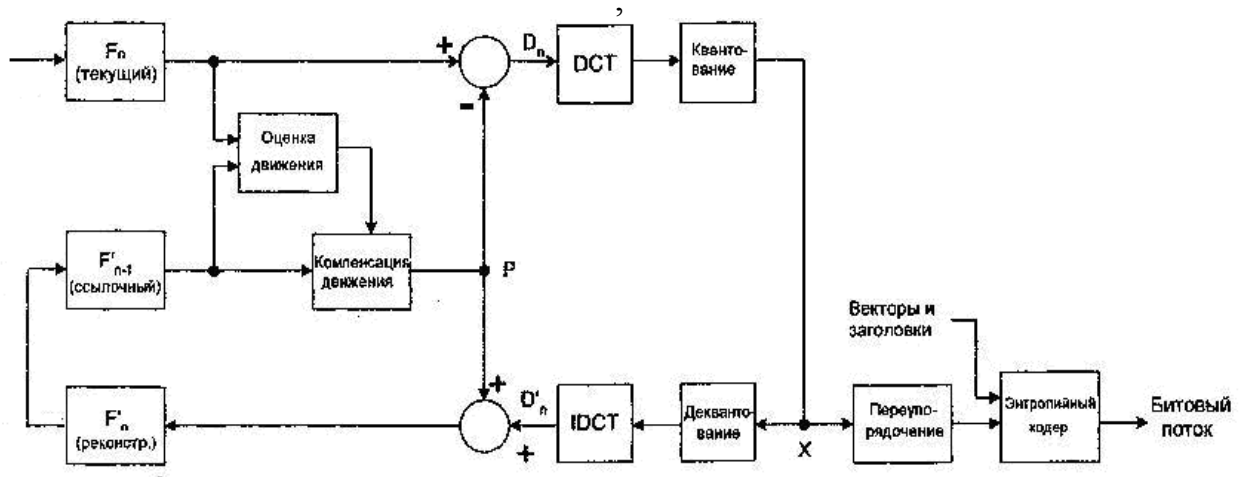 Fn
(текущий)
+
-
Dn
,
DCT
Кванто-
вание
Оценка
движения
F'n-1
(ссылочный)
Компенсация
движения
P
Векторы и
заголовки
F'n
(реконстр.)
+
+
D'n
IDCT
Декванто-
вание
X
Переупо-
рядочение
Энтропийный
кодер
Битовый
поток